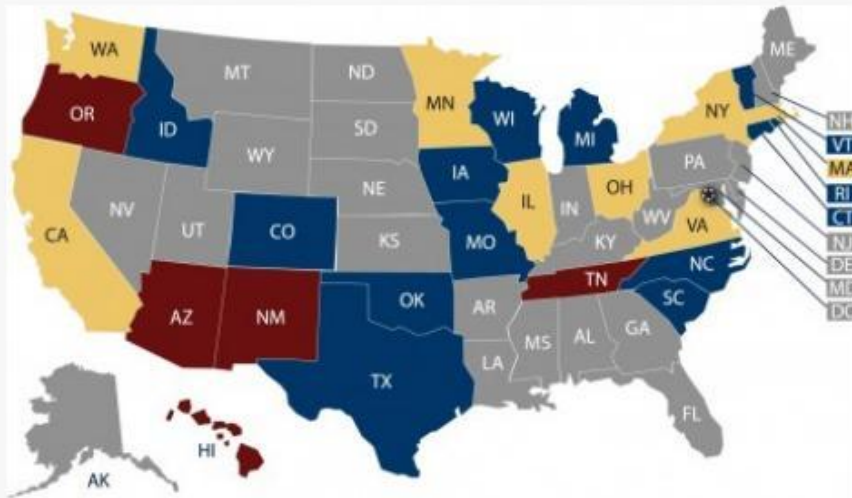 WA
MT
ND
ME
OR
ID
MN
WI
MI
NY
NH
VT
MA
RI
CT
NJ
DE
MD
DC
SD
WY
IA
PA
NE
NV
UT
CO
IL
IN
OH
WV
VA
CA
KS
MO
KY
NC
TN
AZ
NM
OK
AR
SC
MS
AL
GA
TX
LA
FL
AK
HI